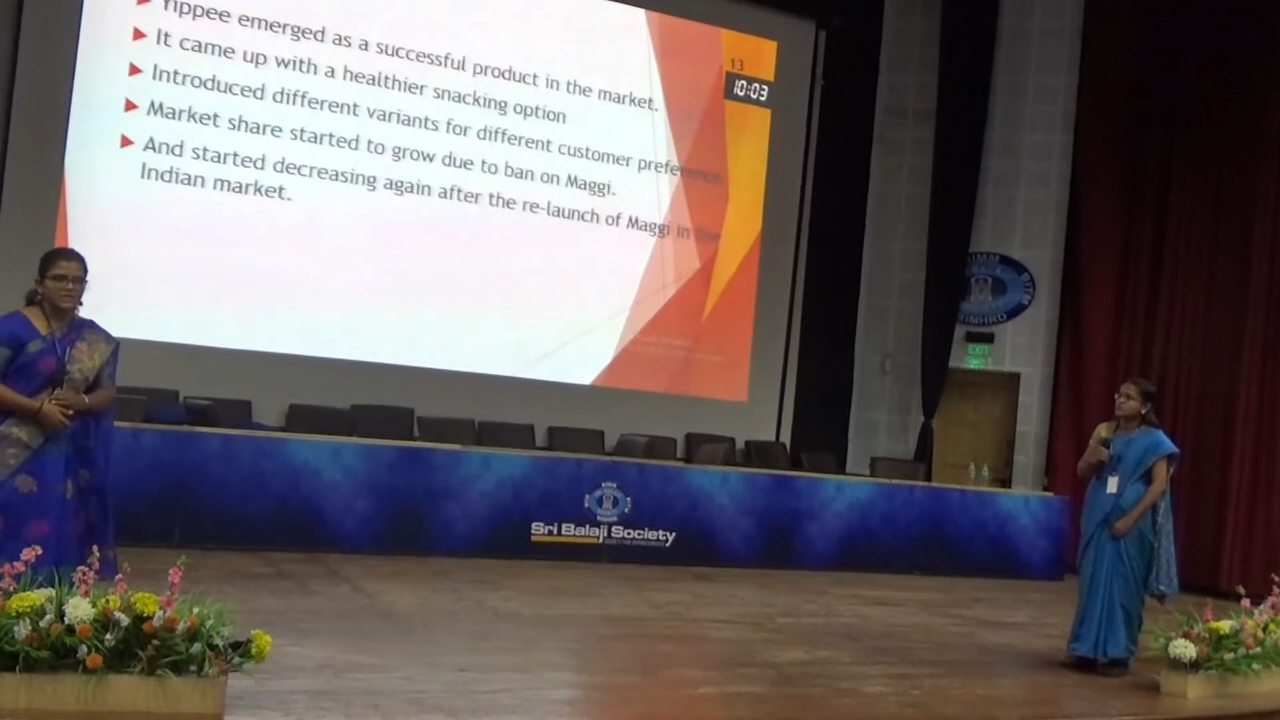 Yippee emerged as a successful product in the market.
It came up with a healthier snacking option
Introduced different variants for different customer preference
Market share started to grow due to ban on Maggi.
And started decreasing again after the re-launch of Maggi in the
Indian market.
13
10:03
BITM
IMHRD
EXIT
Sri Balaji Society